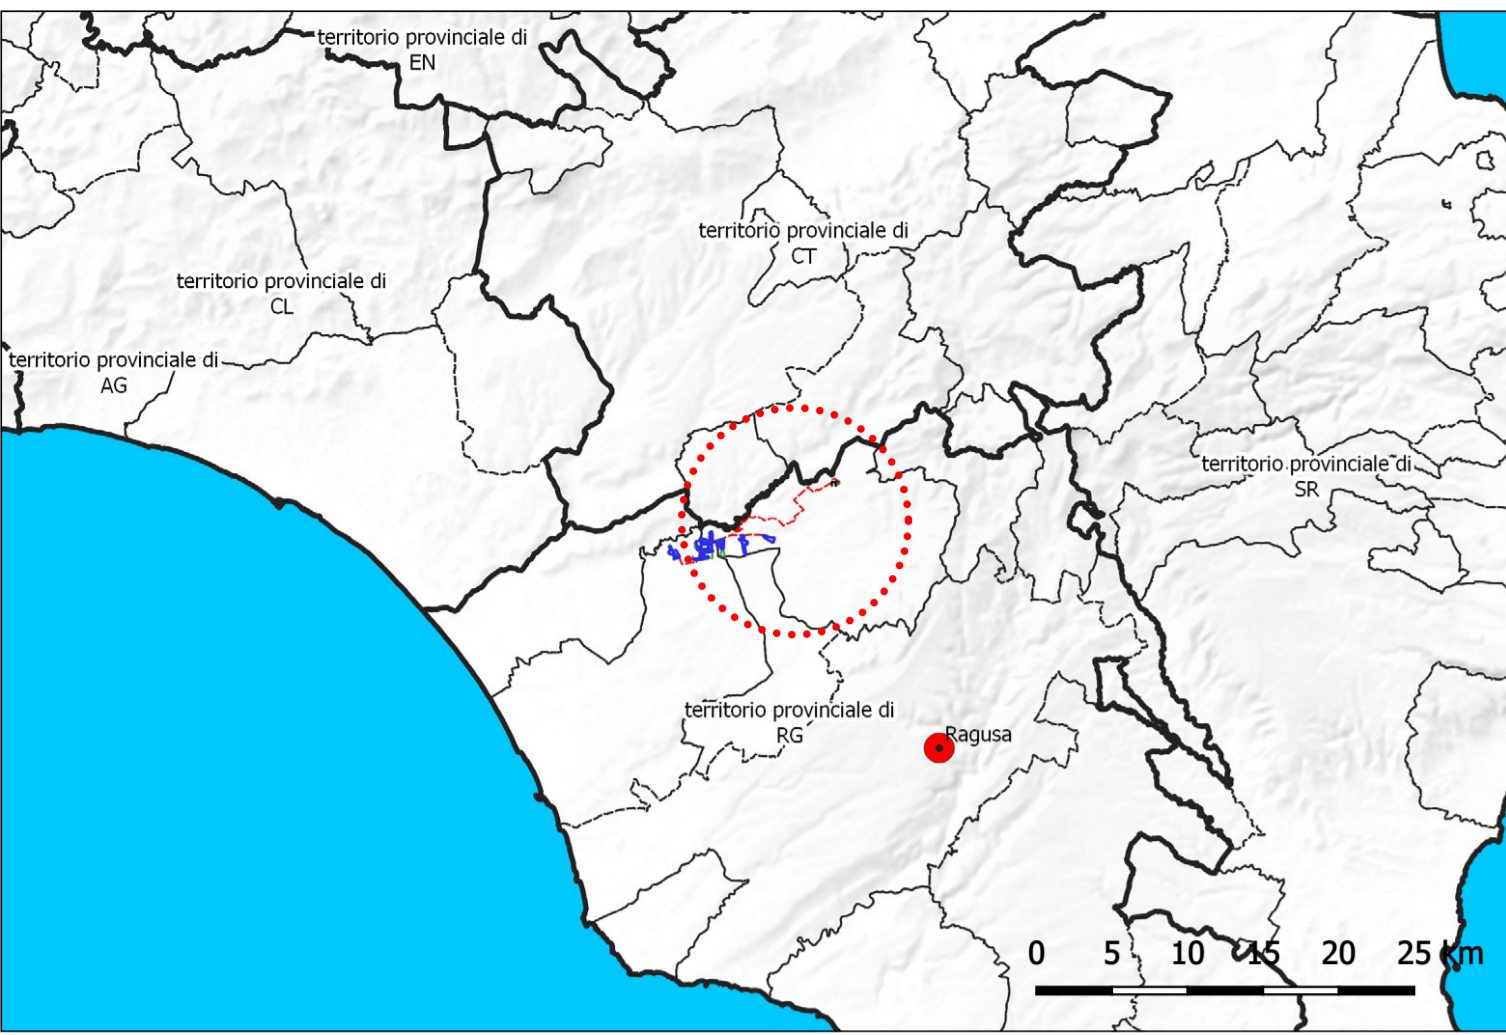 territorio provinciale di
EN
territorio provinciale di
CT
territorio provinciale di
CL
territorio provinciale di
AG
territorio provinciale di
SR
territorio provinciale di
RG
Ragusa
0 5 10 15 20 25 km